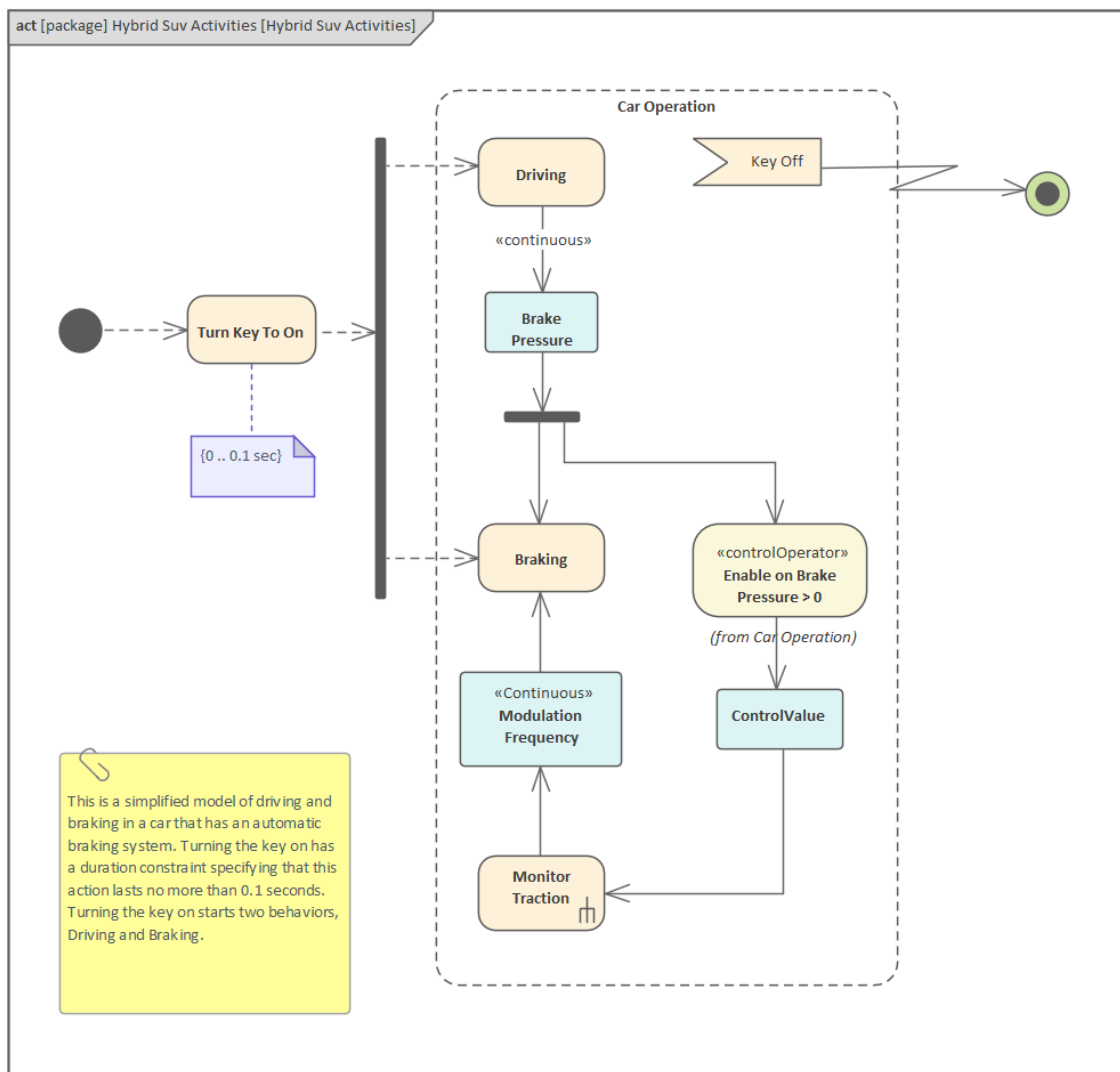 act [package] Hybrid Suv Activities [Hybrid Suv Activities]
Car Operation
Driving
Key Off
«continuous»
Brake
Pressure
Turn Key To On
{0 .. 0.1 sec}
Braking
«controlOperator»
Enable on Brake
Pressure > 0
(from Car Operation)
«Continuous»
Modulation
Frequency
ControlValue
Monitor
Traction
This is a simplified model of driving and
braking in a car that has an automatic
braking system. Turning the key on has
a duration constraint specifying that this
action lasts no more than 0.1 seconds.
Turning the key on starts two behaviors,
Driving and Braking.